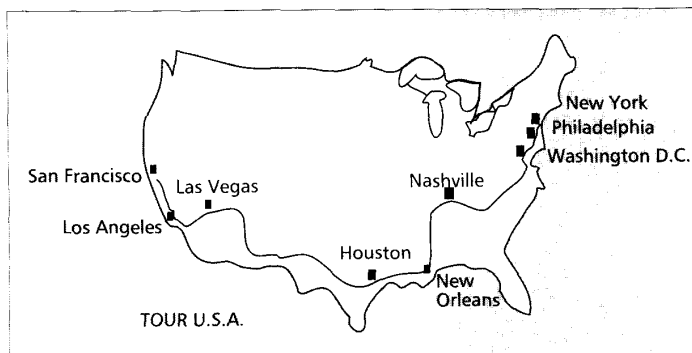 New York
Philadelphia
Washington D.C.
San Francisco
Las Vegas
Nashville
Los Angeles
Houston
New
Orleans
TOUR U.S.A.